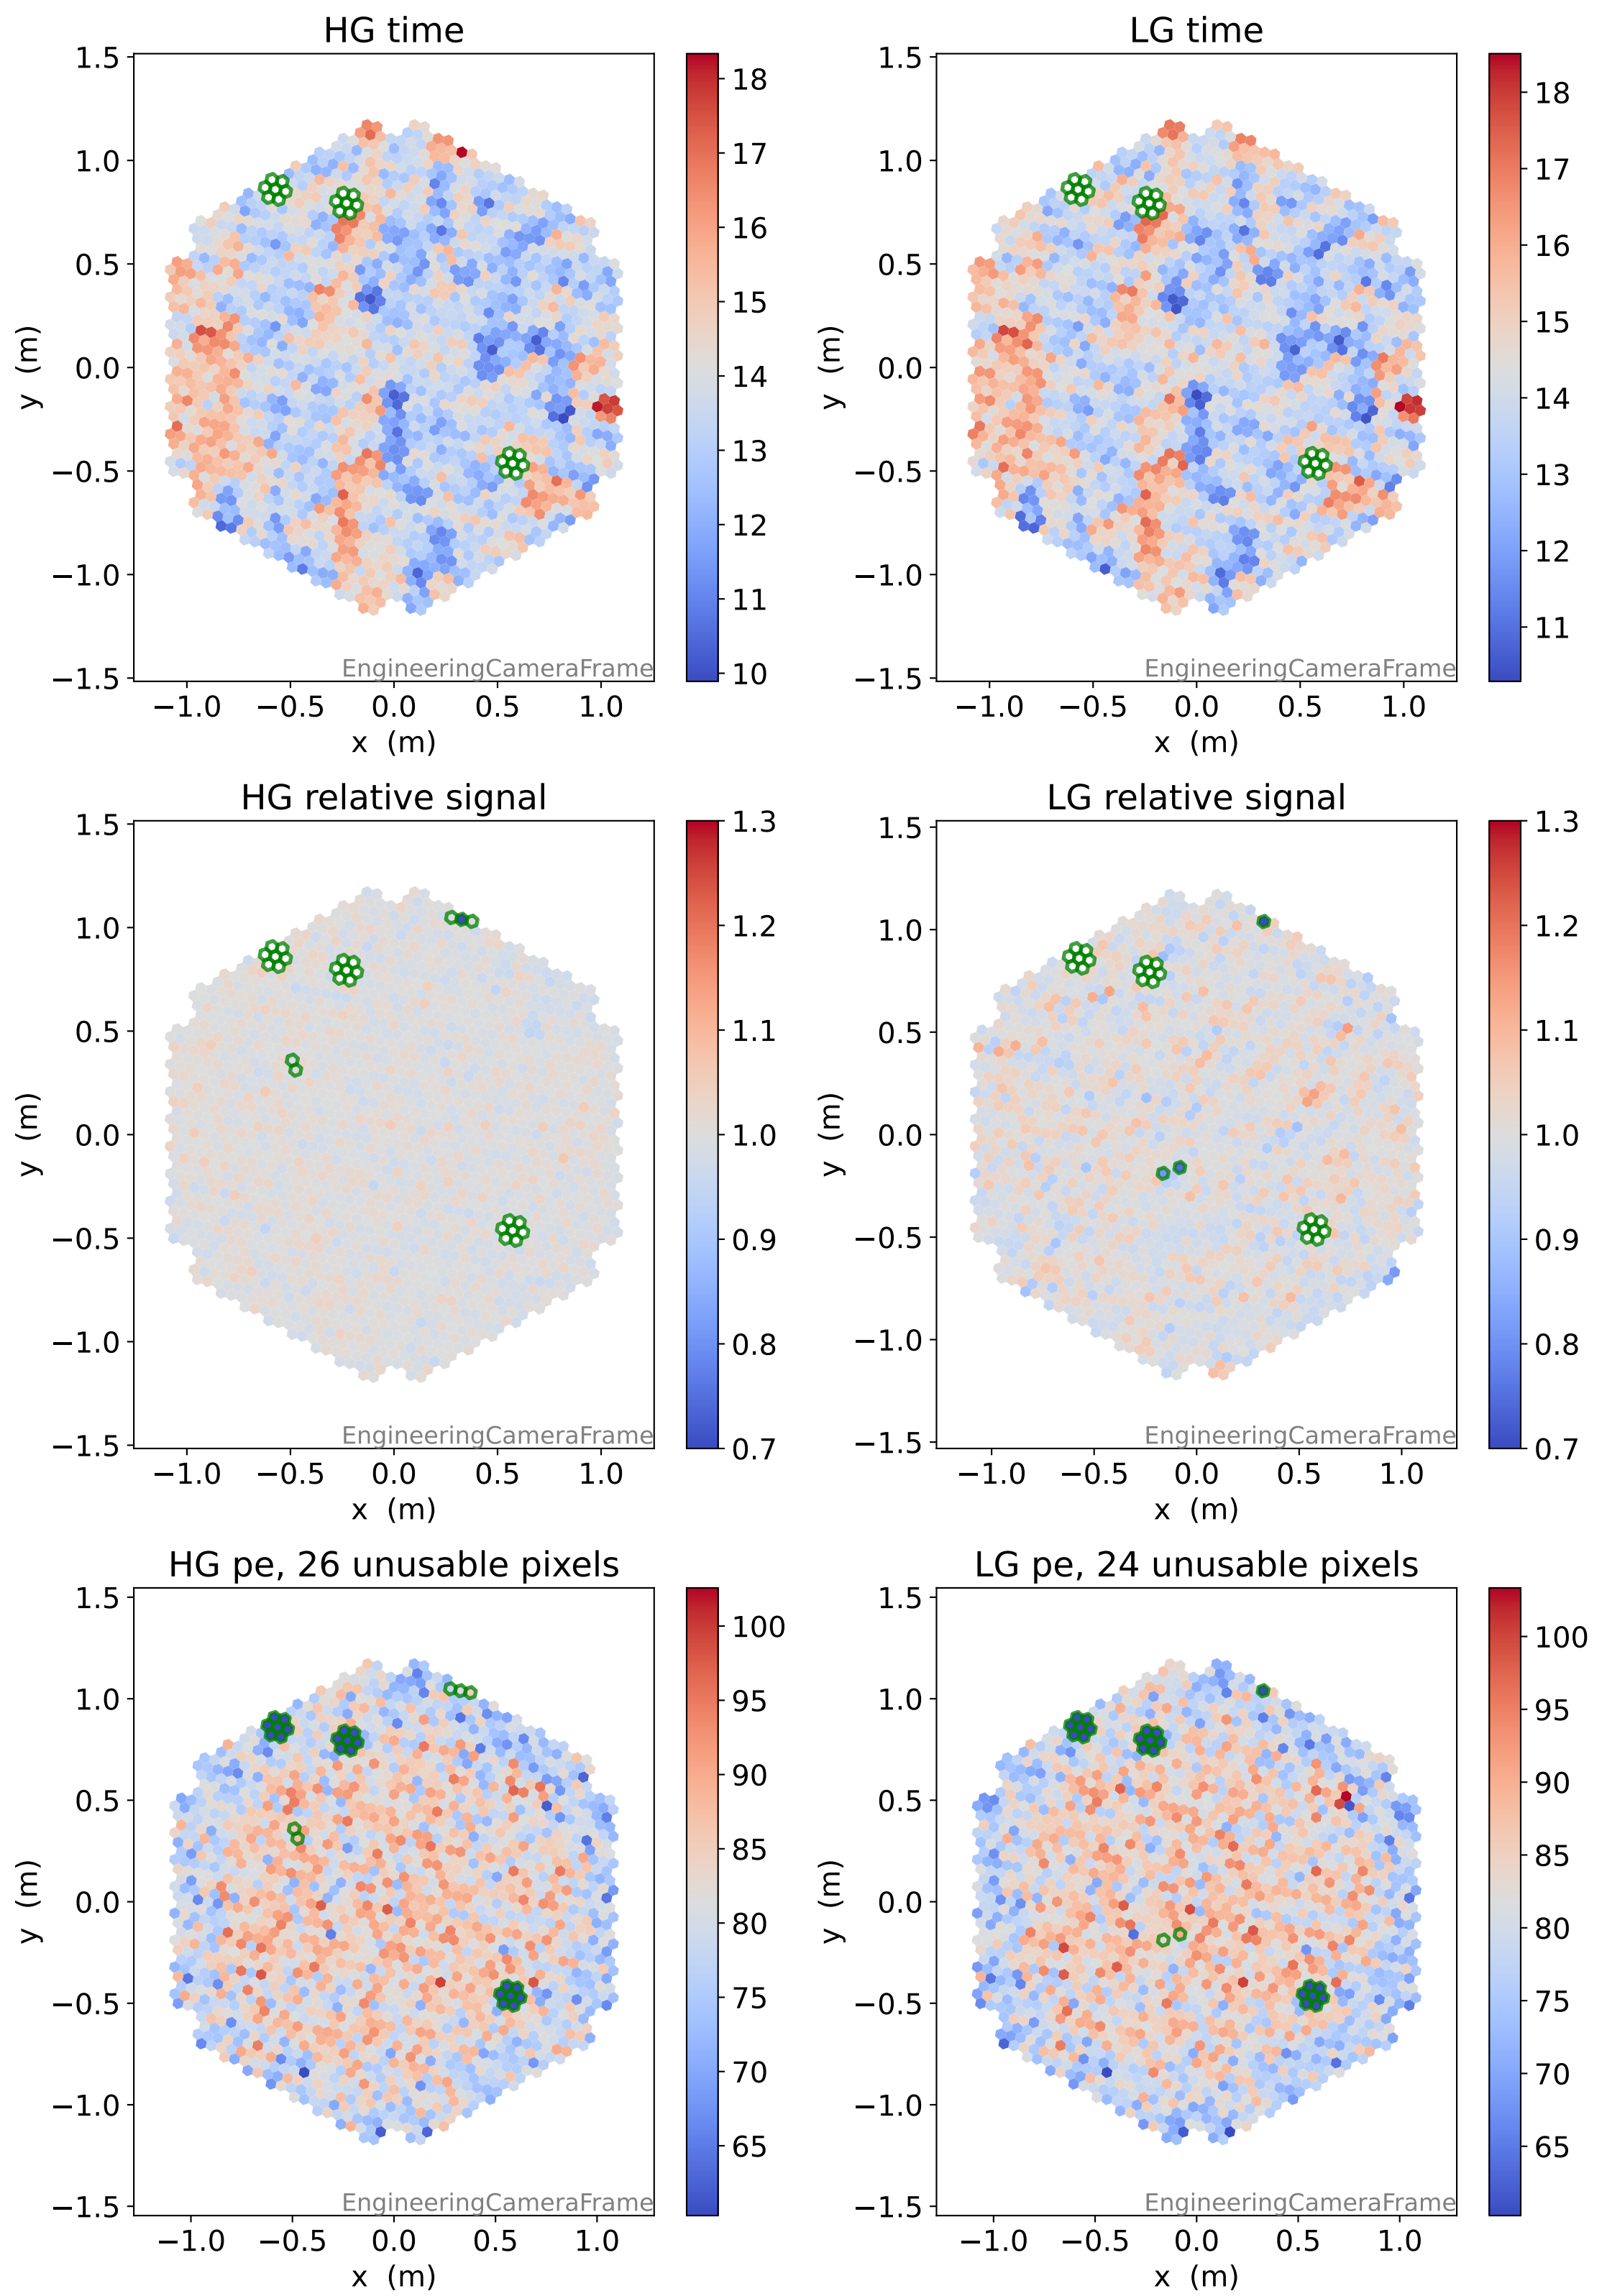 HG time
LG time
1.5
1.0
0.5
0.0
−0.5
−1.0
−1.5
y (m)
−1.0 −0.5 0.0 0.5 1.0
x (m)
EngineeringCameraFrame
18
17
16
15
14
13
12
11
10
1.5
1.0
0.5
0.0
−0.5
−1.0
−1.5
y (m)
−1.0 −0.5 0.0 0.5 1.0
x (m)
EngineeringCameraFrame
18
17
16
15
14
13
12
11
HG relative signal
LG relative signal
1.5
1.0
0.5
0.0
−0.5
−1.0
−1.5
y (m)
−1.0 −0.5 0.0 0.5 1.0
x (m)
EngineeringCameraFrame
1.3
1.2
1.1
1.0
0.9
0.8
0.7
1.5
1.0
0.5
0.0
−0.5
−1.0
−1.5
y (m)
−1.0 −0.5 0.0 0.5 1.0
x (m)
EngineeringCameraFrame
1.3
1.2
1.1
1.0
0.9
0.8
0.7
HG pe, 26 unusable pixels
LG pe, 24 unusable pixels
1.5
1.0
0.5
0.0
−0.5
−1.0
−1.5
y (m)
−1.0 −0.5 0.0 0.5 1.0
x (m)
EngineeringCameraFrame
100
95
90
85
80
75
70
65
1.5
1.0
0.5
0.0
−0.5
−1.0
−1.5
y (m)
−1.0 −0.5 0.0 0.5 1.0
x (m)
EngineeringCameraFrame
100
95
90
85
80
75
70
65